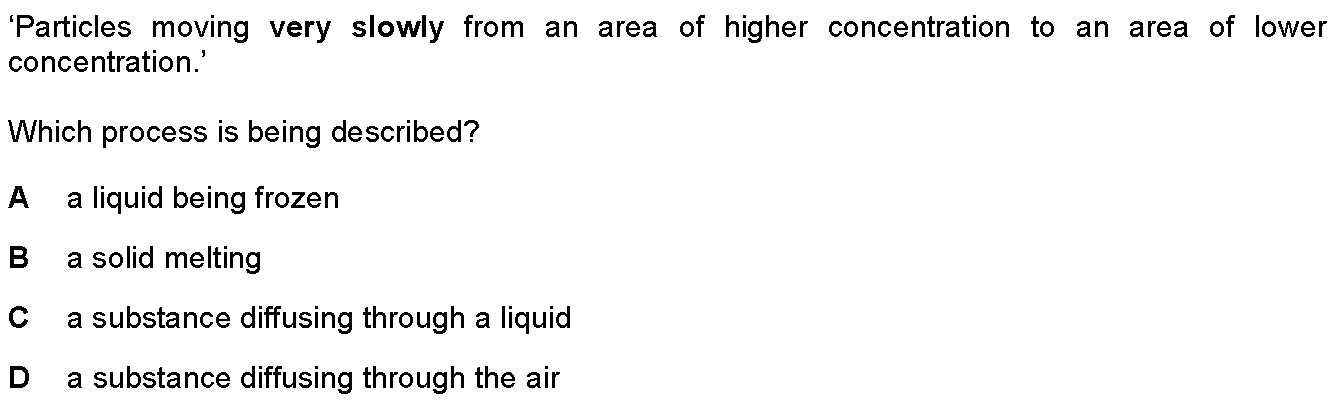 ‘Particles moving very slowly from an area of higher concentration to an area of lower
concentration.’
Which process is being described?
A a liquid being frozen
B a solid melting
C a substance diffusing through a liquid
D a substance diffusing through the air